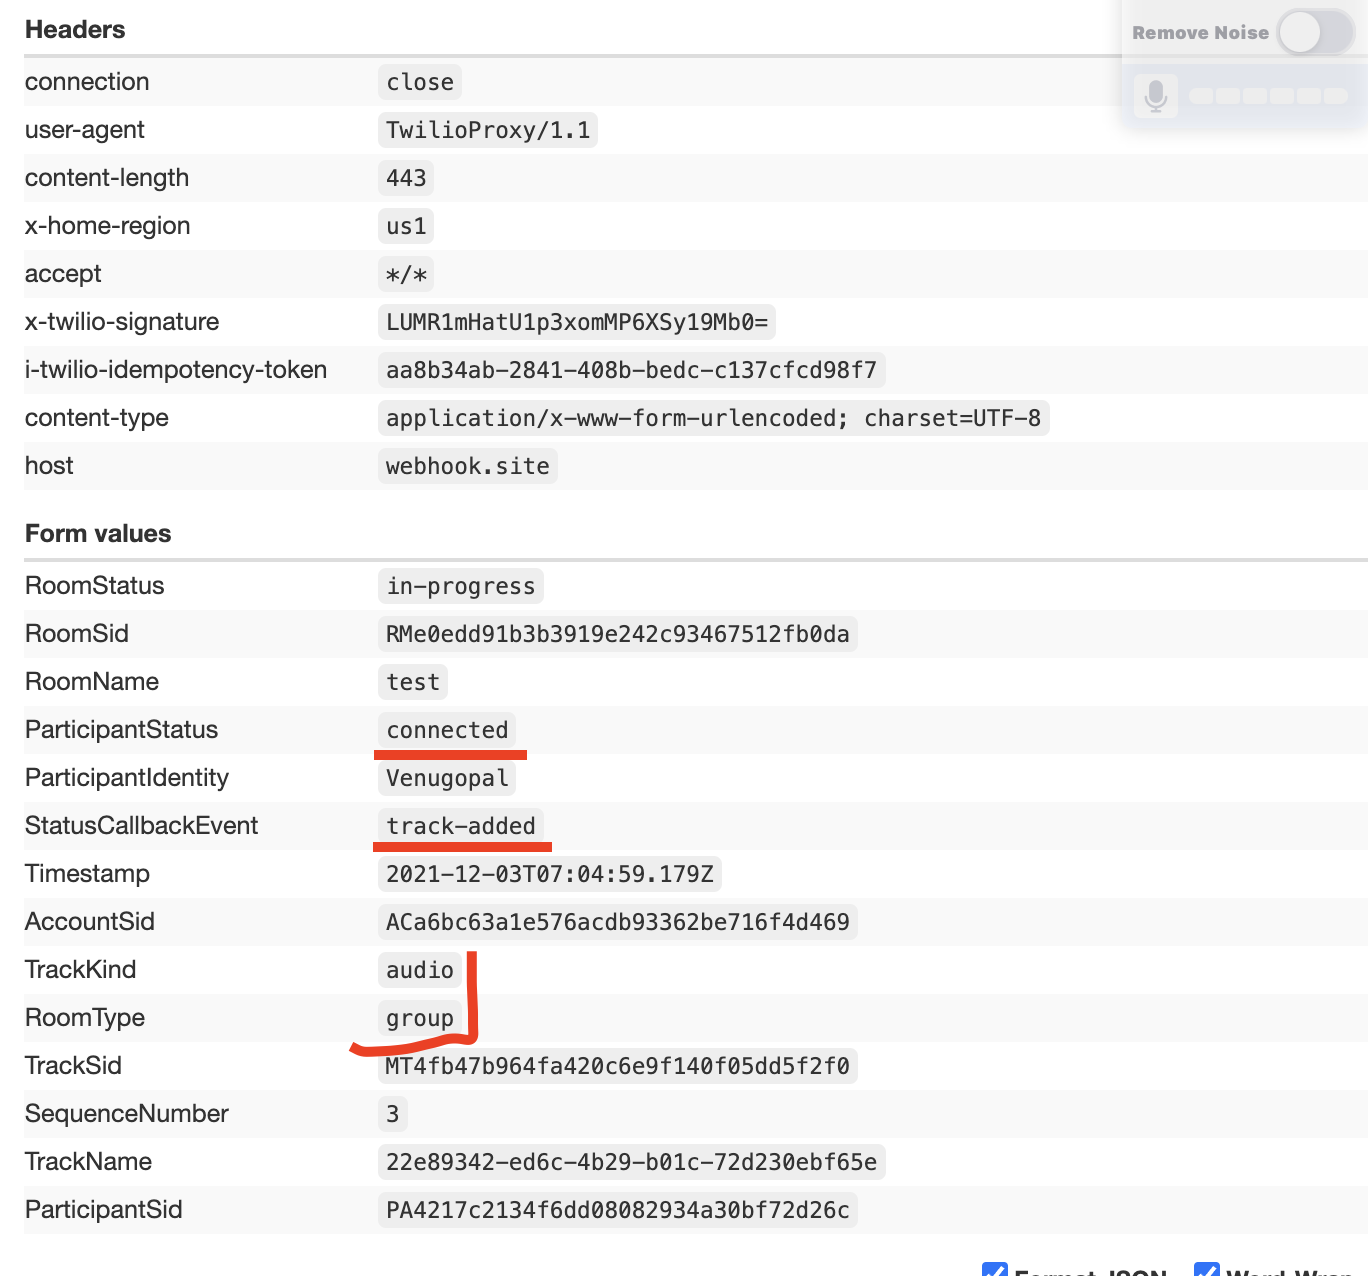 Headers
Remove Noise
connection close
user-agent TwilioProxy/1.1
content-length 443
x-home-region us1
accept */*
x-twilio-signature LUMR1mHatU1p3xomMP6XSy19Mb0=
i-twilio-idempotency-token aa8b34ab-2841-408b-bedc-c137cfcd98f7
content-type application/x-www-form-urlencoded; charset=UTF-8
host webhook.site
Form values
RoomStatus in-progress
RoomSid RMe0edd91b3b3919e242c93467512fb0da
RoomName test
ParticipantStatus connected
ParticipantIdentity Venugopal
StatusCallbackEvent track-added
Timestamp 2021-12-03T07:04:59.179Z
AccountSid ACa6bc63a1e576acdb93362be716f4d469
TrackKind audio
RoomType group
TrackSid MT4fb47b964fa420c6e9f140f05dd5f2f0
SequenceNumber 3
TrackName 22e89342-ed6c-4b29-b01c-72d230ebf65e
ParticipantSid PA4217c2134f6dd08082934a30bf72d26c
Format JSON Word Wrap